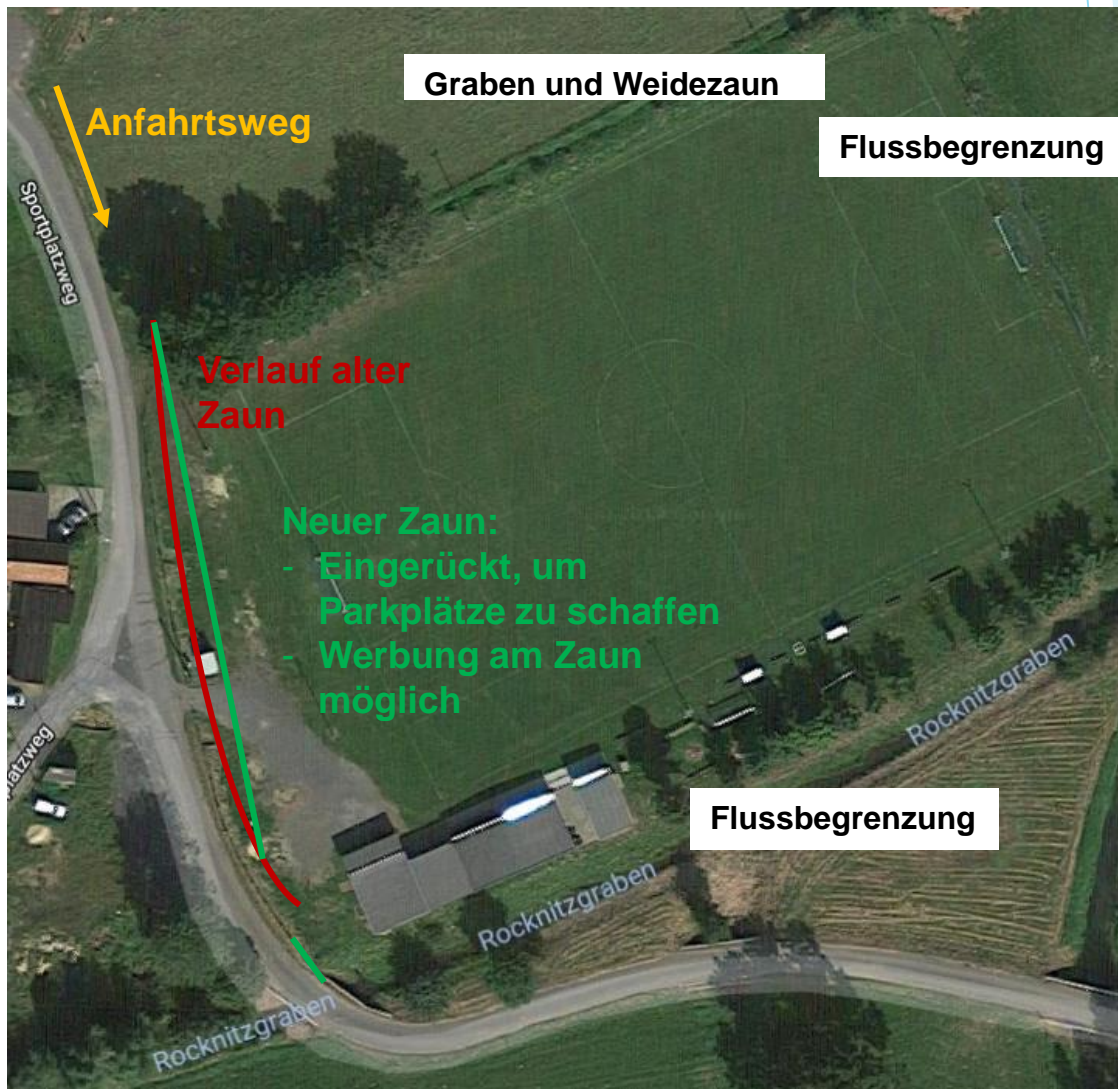 Graben und Weidezaun
Anfahrtsweg
Flussbegrenzung
Sportplatzweg
Verlauf alter
Zaun
Neuer Zaun:
- Eingerückt, um
Parkplätze zu schaffen
- Werbung am Zaun
möglich
Rocknitzgraben
platzweg
Flussbegrenzung
Rocknitzgraben
Rocknitzgraben